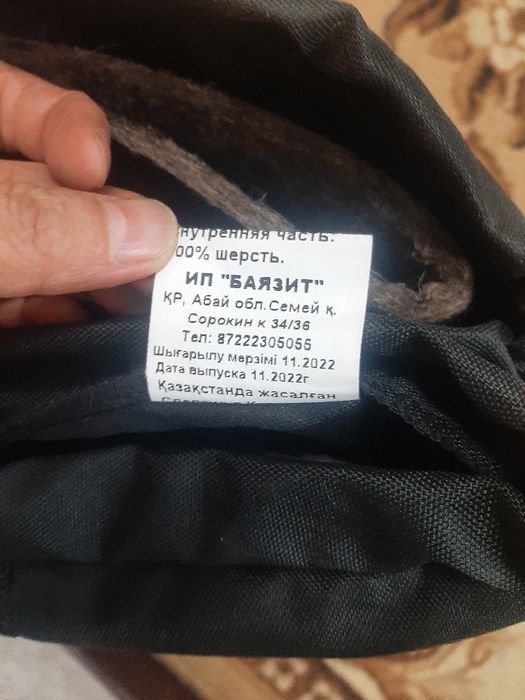 нутренняя часть:
00% шерсть.
ИП "БАЯЗИТ"
ҚР, Абай обл.Семей қ.
Сорокин к 34/36
Тел: 87222305055
Шығарылу мерзімі 11.2022
Дата выпуска 11.2022г
Қазақстанда жасалған